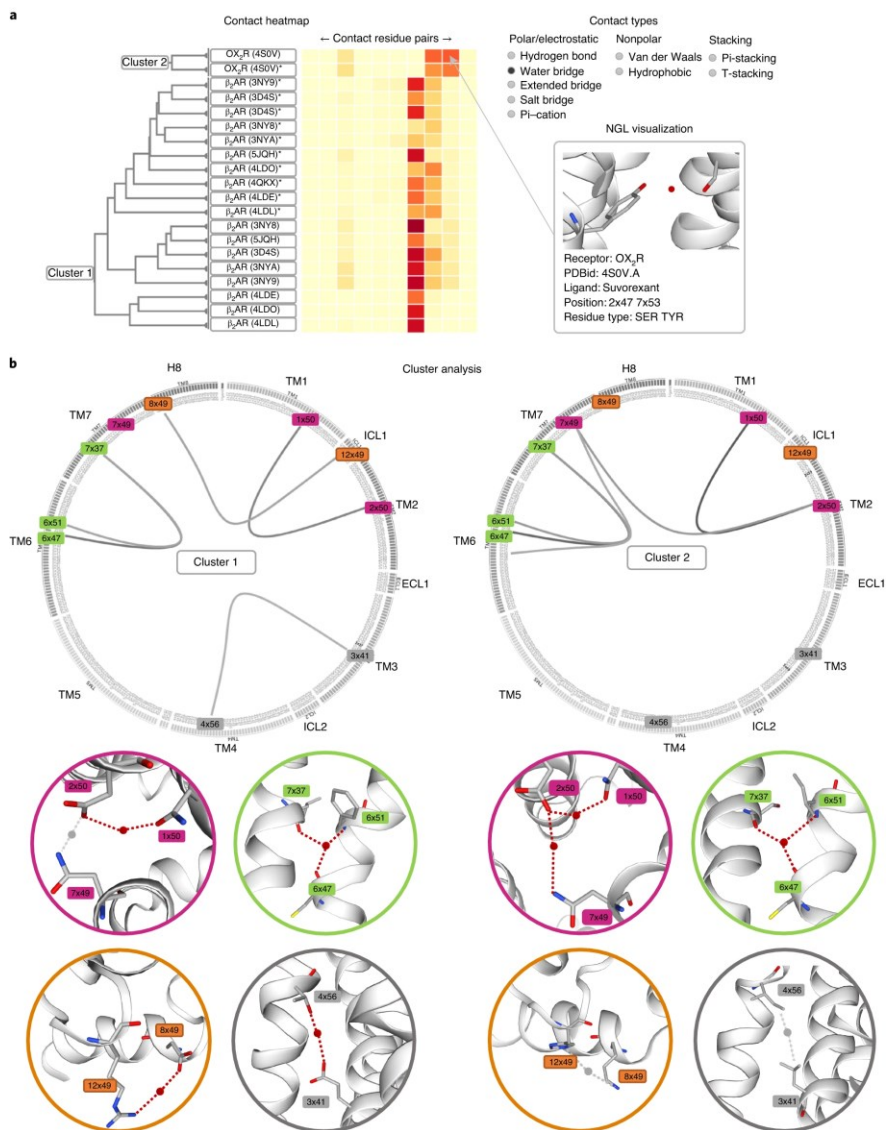 a
Contact heatmap
Contact types
← Contact residue pairs →
Polar/electrostatic
Nonpolar
Stacking
Hydrogen bond
Van der Waals
Pi-stacking
Water bridge
Hydrophobic
T-stacking
Extended bridge
Salt bridge
Pi–cation
Cluster 2
OX₂R (4S0V)
OX₂R (4S0V)*
β₂AR (3NY9)*
β₂AR (3D4S)*
β₂AR (3D4S)*
β₂AR (3NY8)*
β₂AR (3NYA)*
β₂AR (5JQH)*
β₂AR (4LDO)*
β₂AR (4QKX)*
β₂AR (4LDE)*
β₂AR (4LDL)*
β₂AR (3NY8)
β₂AR (5JQH)
β₂AR (3D4S)
β₂AR (3NYA)
β₂AR (3NY9)
β₂AR (4LDE)
β₂AR (4LDO)
β₂AR (4LDL)
Cluster 1
NGL visualization
Receptor: OX₂R
PDBid: 4S0V.A
Ligand: Suvorexant
Position: 2x47 7x53
Residue type: SER TYR
b
Cluster analysis
H8
TM1
TM7
8x49
7x49
1x50
ICL1
7x37
12x49
2x50
TM2
6x51
TM6
6x47
Cluster 1
ECL1
3x41
TM3
TM5
4x56
ICL2
TM4
H8
TM1
TM7
8x49
7x49
1x50
ICL1
7x37
12x49
2x50
TM2
6x51
TM6
6x47
Cluster 2
ECL1
3x41
TM3
TM5
4x56
ICL2
TM4
2x50
1x50
7x49
7x37
6x51
6x47
2x50
1x50
7x49
7x37
6x51
6x47
8x49
12x49
4x56
3x41
12x49
8x49
4x56
3x41